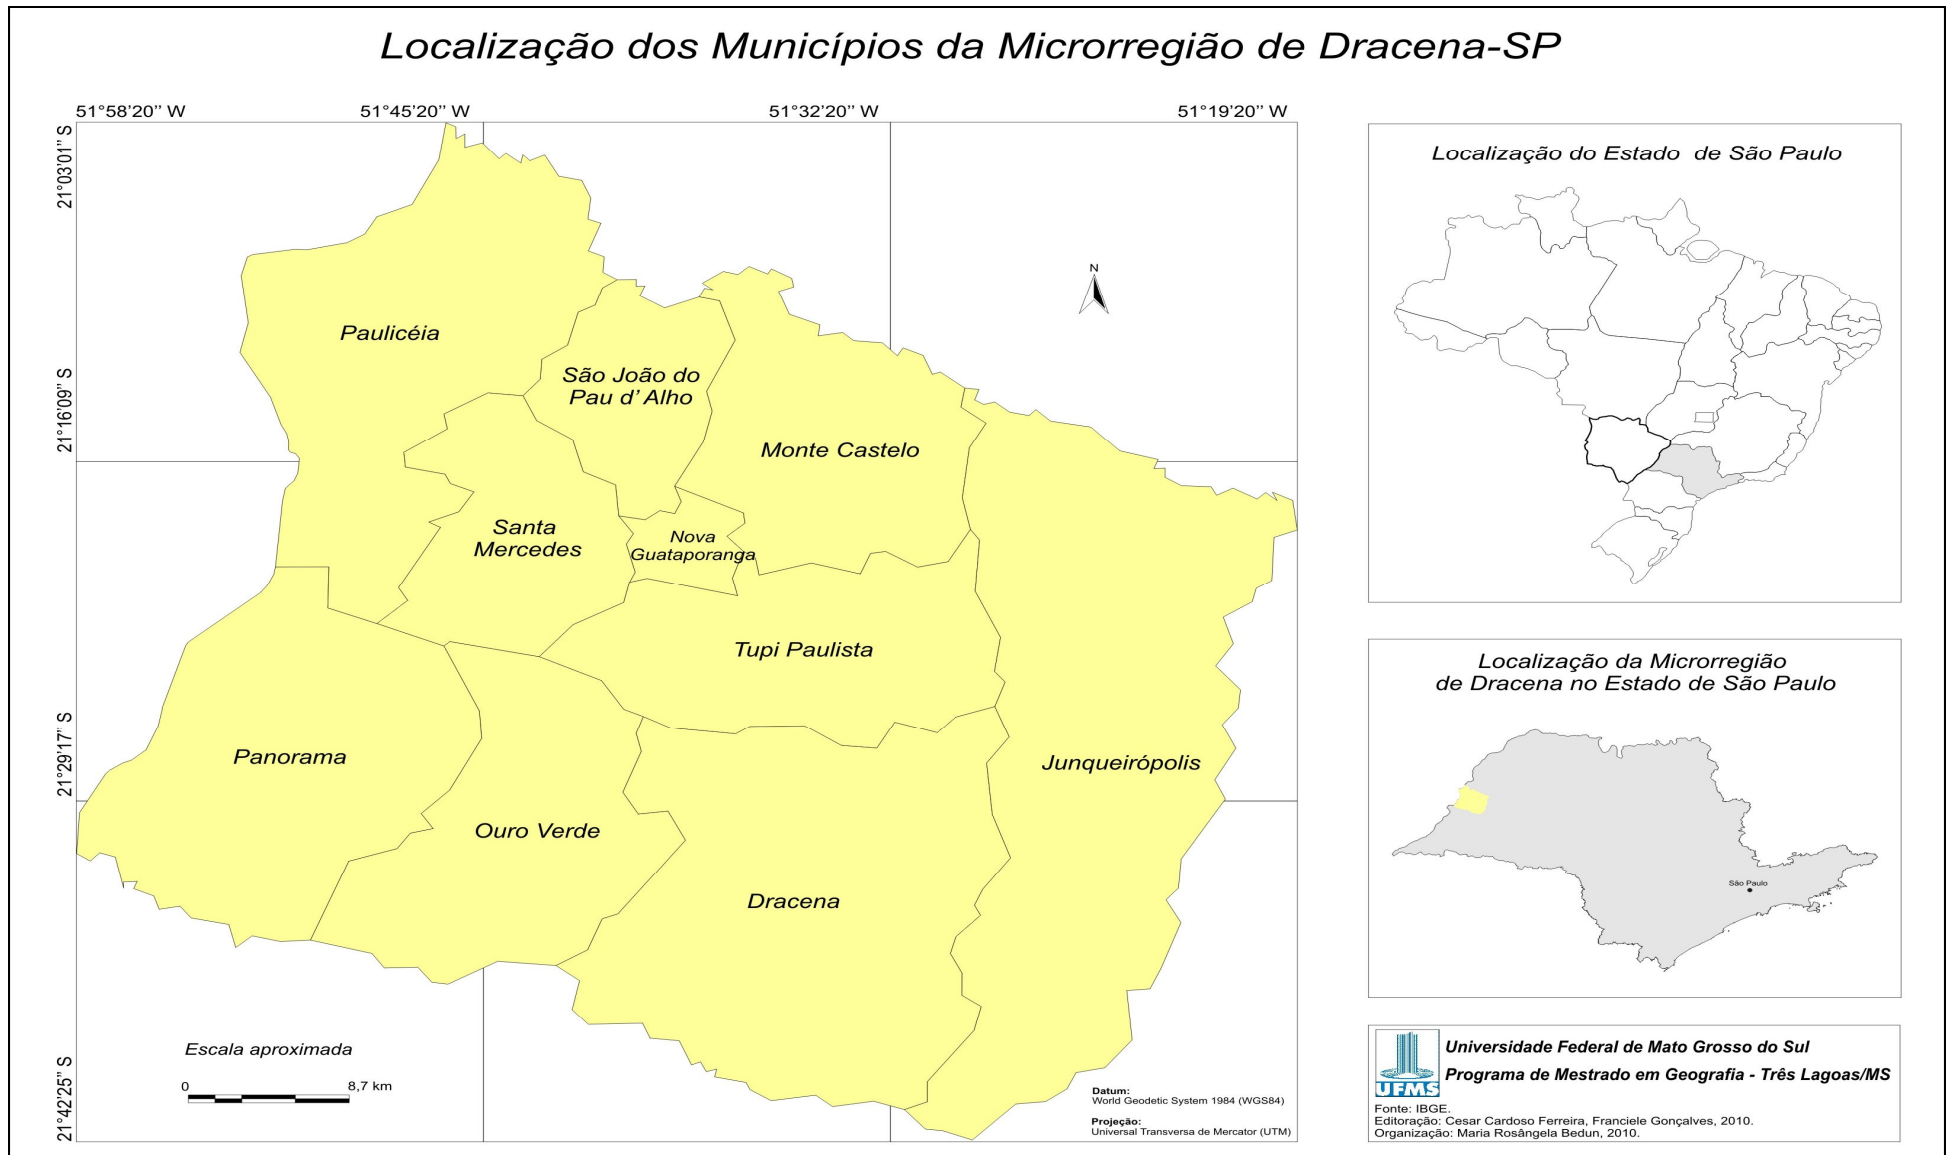 Localização dos Municípios da Microrregião de Dracena-SP
51°58'20'' W
51°45'20'' W
51°32'20'' W
51°19'20'' W
21°03'01'' S
21°16'09'' S
21°29'17'' S
21°42'25'' S
N
Paulicéia
São João do
Pau d' Alho
Monte Castelo
Santa
Mercedes
Nova
Guataporanga
Tupi Paulista
Panorama
Junqueirópolis
Ouro Verde
Dracena
Escala aproximada
0 8,7 km
Datum:
World Geodetic System 1984 (WGS84)
Projeção:
Universal Transversa de Mercator (UTM)
Localização do Estado de São Paulo
Localização da Microrregião
de Dracena no Estado de São Paulo
São Paulo
UFMS
Universidade Federal de Mato Grosso do Sul
Programa de Mestrado em Geografia - Três Lagoas/MS
Fonte: IBGE.
Editoração: Cesar Cardoso Ferreira, Franciele Gonçalves, 2010.
Organização: Maria Rosângela Bedun, 2010.